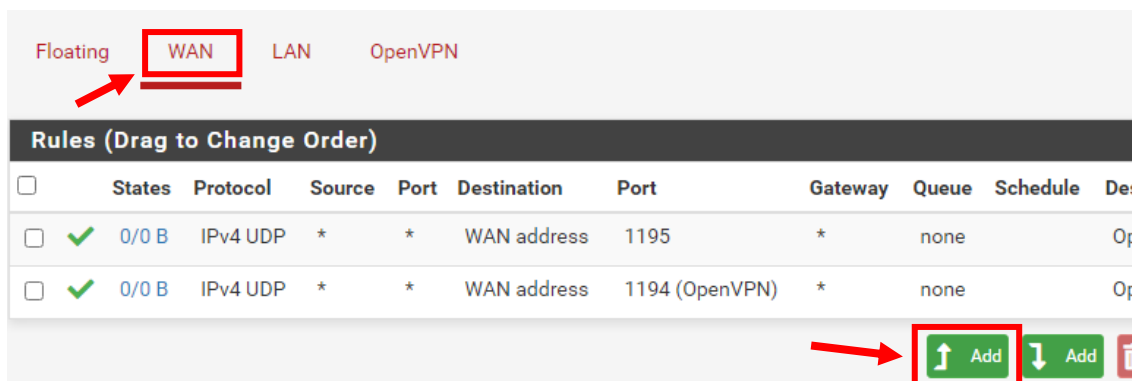 Floating WAN LAN OpenVPN
Rules (Drag to Change Order)
States Protocol Source Port Destination Port Gateway Queue Schedule
0/0 B IPv4 UDP * * WAN address 1195 * none
0/0 B IPv4 UDP * * WAN address 1194 (OpenVPN) * none
Add Add